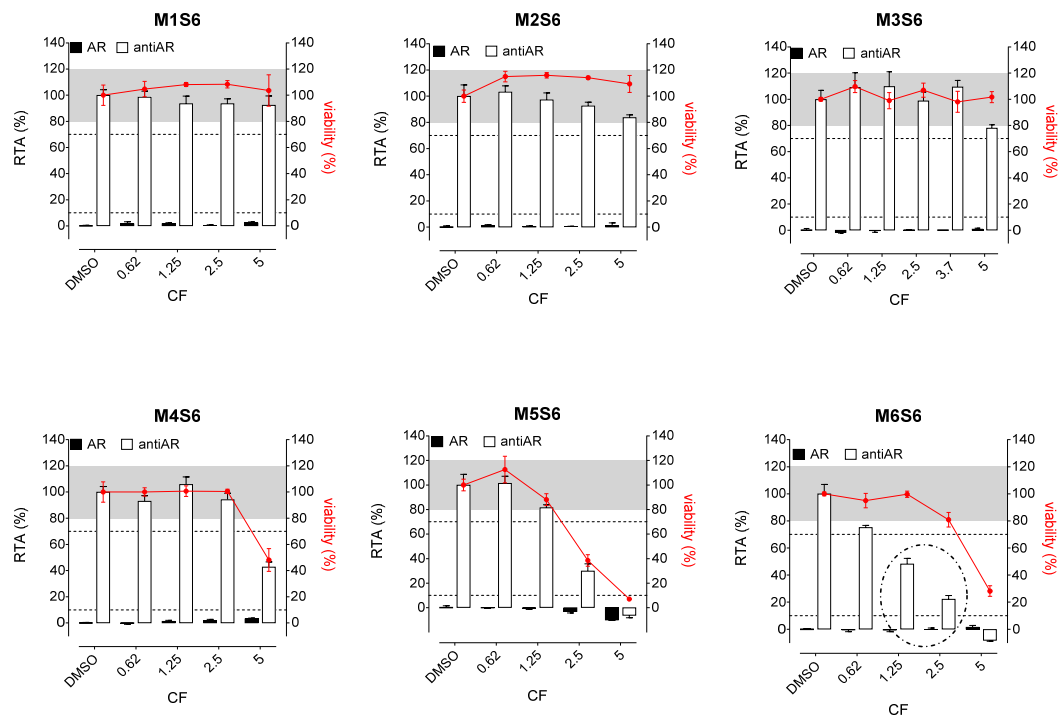 M1S6
AR antiAR
140 140
120 120
100 100
80 80
60 60
40 40
20 20
0 0
RTA (%)
viability (%)
DMSO 0.62 1.25 2.5 5
CF
M2S6
AR antiAR
140 140
120 120
100 100
80 80
60 60
40 40
20 20
0 0
RTA (%)
viability (%)
DMSO 0.62 1.25 2.5 5
CF
M3S6
AR antiAR
140 140
120 120
100 100
80 80
60 60
40 40
20 20
0 0
RTA (%)
viability (%)
DMSO 0.62 1.25 2.5 3.7 5
CF
M4S6
AR antiAR
140 140
120 120
100 100
80 80
60 60
40 40
20 20
0 0
RTA (%)
viability (%)
DMSO 0.62 1.25 2.5 5
CF
M5S6
AR antiAR
140 140
120 120
100 100
80 80
60 60
40 40
20 20
0 0
RTA (%)
viability (%)
DMSO 0.62 1.25 2.5 5
CF
M6S6
AR antiAR
140 140
120 120
100 100
80 80
60 60
40 40
20 20
0 0
RTA (%)
viability (%)
DMSO 0.62 1.25 2.5 5
CF